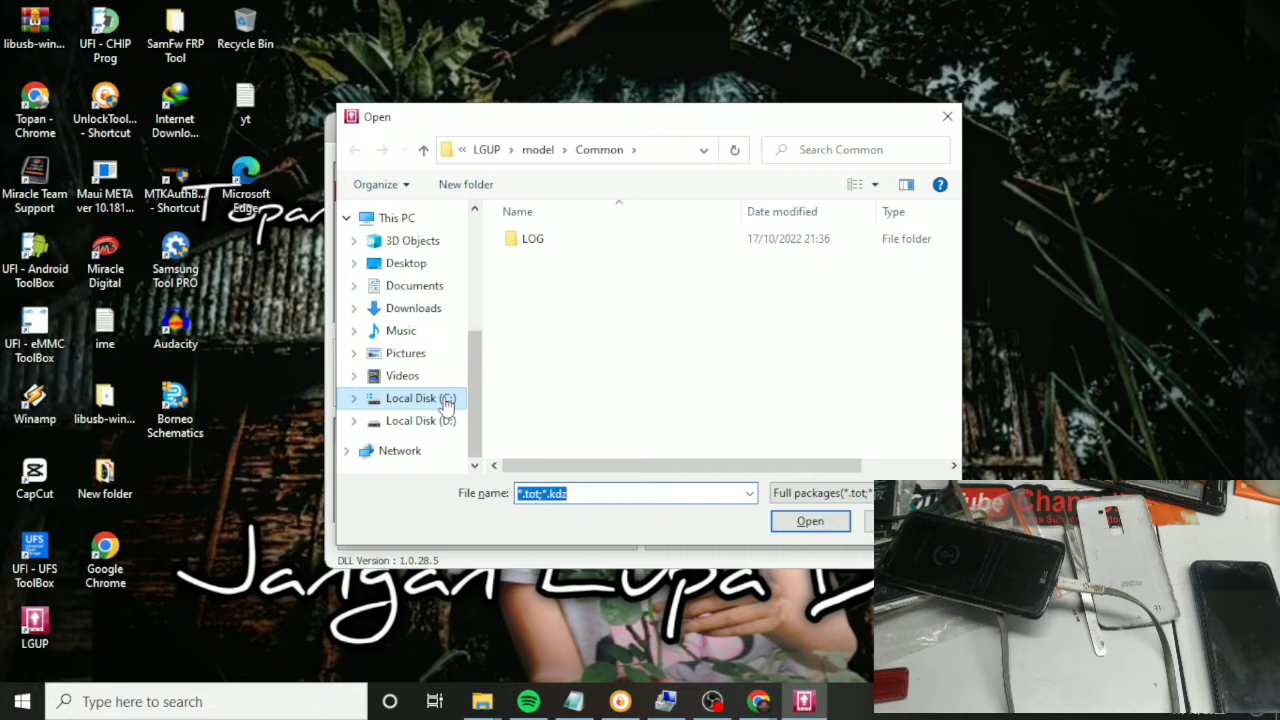 libusb-win...
UFI - CHIP
Prog
SamFw FRP
Tool
Recycle Bin
Topan -
Chrome
UnlockTool...
- Shortcut
Internet
Downlo...
yt
Miracle Team
Support
Maui META
ver 10.181...
MTKAuthB...
- Shortcut
Microsoft
Edge
UFI - Android
ToolBox
Miracle
Digital
Samsung
Tool PRO
UFI - eMMC
ToolBox
ime
Audacity
Winamp
libusb-win...
Borneo
Schematics
CapCut
New folder
UFI - UFS
ToolBox
Google
Chrome
LGUP
Topan
Jangan Lupa D
Open
« LGUP > model > Common >
Search Common
Organize
New folder
This PC
3D Objects
Desktop
Documents
Downloads
Music
Pictures
Videos
Local Disk (C:)
Local Disk (D:)
Network
Name Date modified Type
LOG 17/10/2022 21:36 File folder
File name: *.tot;*.kdz
Full packages(*.tot;*
Open
DLL Version : 1.0.28.5
Channel
Type here to search